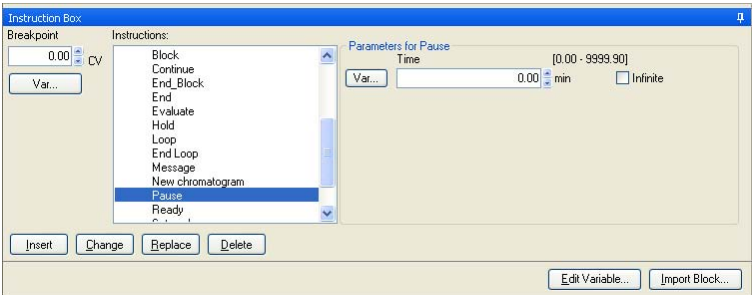 Instruction Box
Breakpoint
0.00 CV
Var...
Instructions:
Block
Continue
End_Block
End
Evaluate
Hold
Loop
End Loop
Message
New chromatogram
Pause
Ready
Parameters for Pause
Time [0.00 - 9999.90]
Var... 0.00 min Infinite
Insert Change Replace Delete
Edit Variable... Import Block...